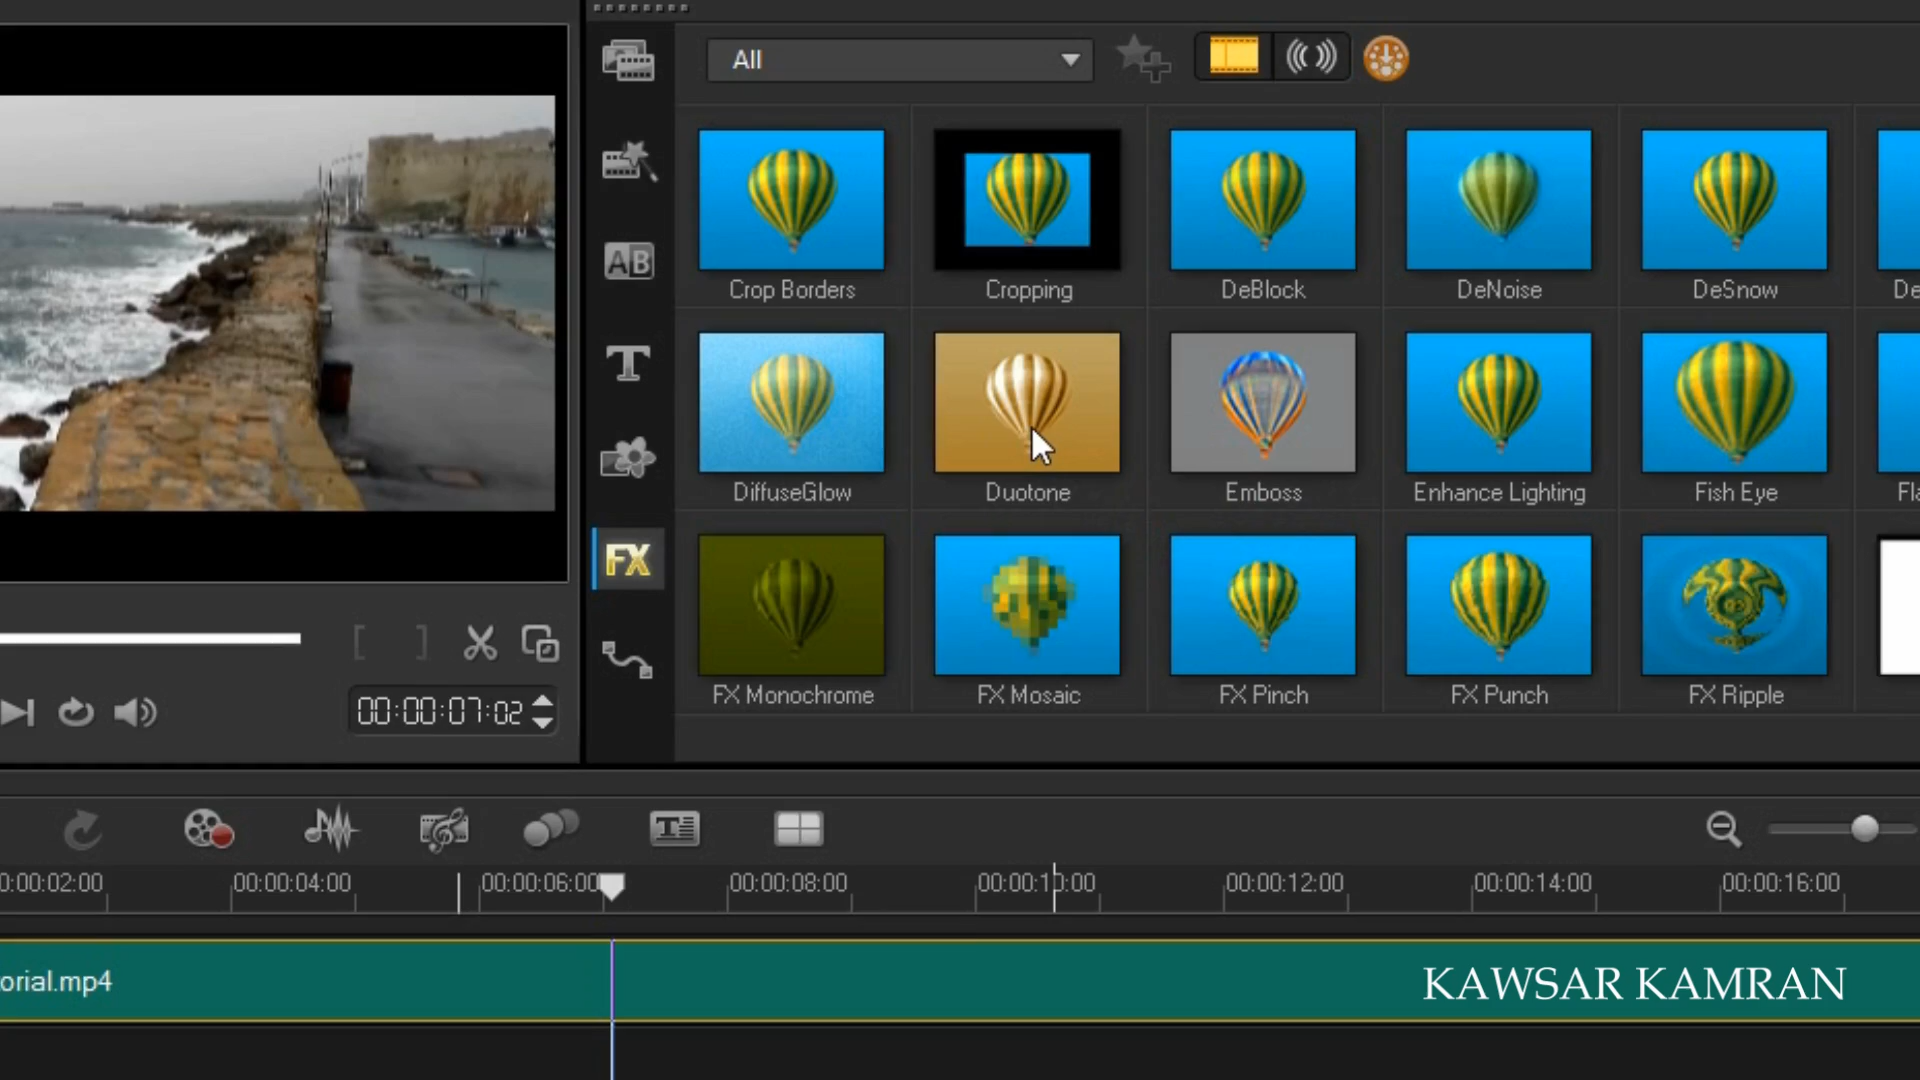 All
Crop Borders
Cropping
DeBlock
DeNoise
DeSnow
De
DiffuseGlow
Duotone
Emboss
Enhance Lighting
Fish Eye
Fla
AB
T
FX
FX Monochrome
FX Mosaic
FX Pinch
FX Punch
FX Ripple
[ ]
00:00:07:02
T
0:00:02:00
00:00:04:00
00:00:06:00
00:00:08:00
00:00:10:00
00:00:12:00
00:00:14:00
00:00:16:00
orial.mp4
KAWSAR KAMRAN